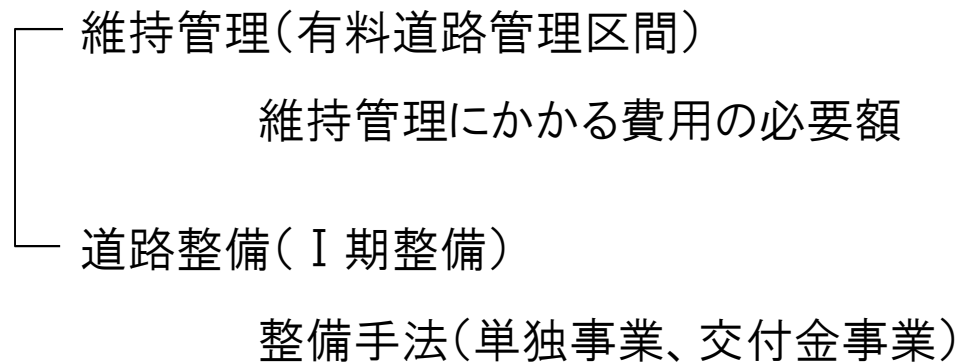 維持管理(有料道路管理区間)
維持管理にかかる費用の必要額
道路整備(Ⅰ期整備)
整備手法(単独事業、交付金事業)